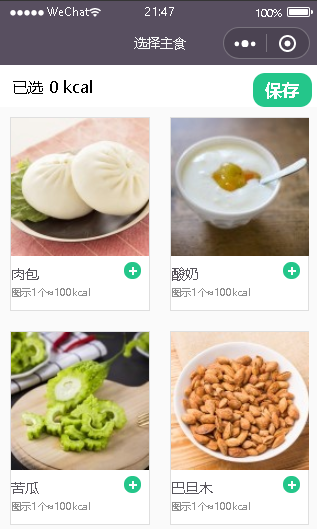 WeChat 21:47 100%
选择主食
已选 0 kcal 保存
肉包
图示1个≈100kcal
酸奶
图示1个≈100kcal
苦瓜
图示1个≈100kcal
巴旦木
图示1个≈100kcal